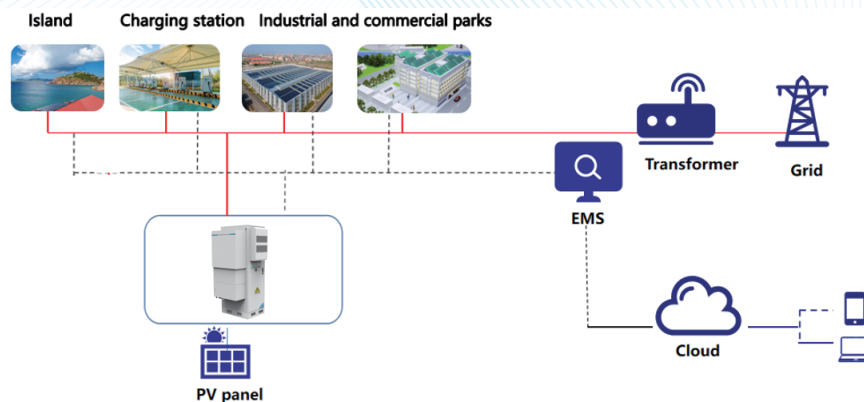 Island
Charging station
Industrial and commercial parks
Transformer
Grid
EMS
Cloud
PV panel